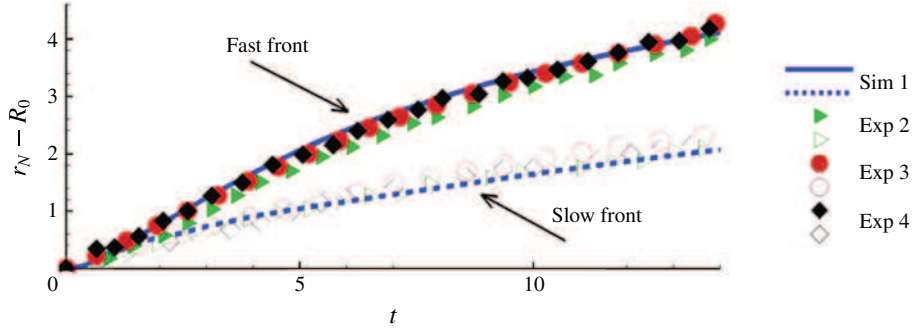 4
3
2
1
0
5
10
r_N − R_0
t
Fast front
Slow front
Sim 1
Exp 2
Exp 3
Exp 4